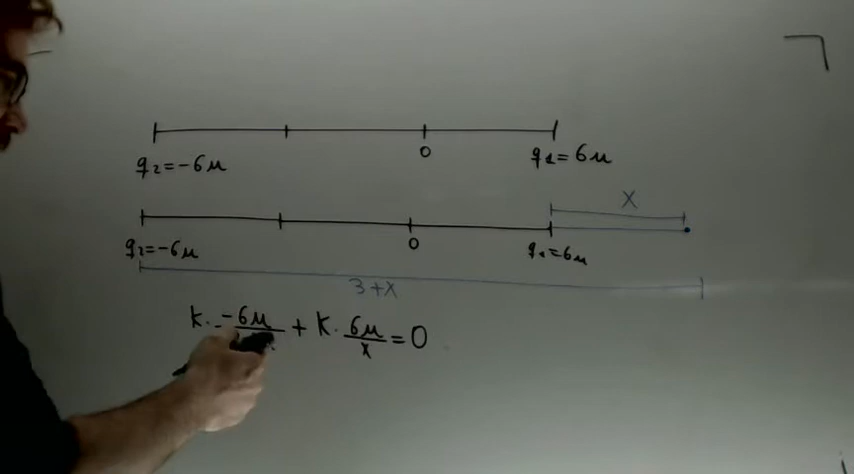 0
q₂=-6μ q₁=6μ
x
q₂=-6μ 0 q₁=6μ
3+x
K· -6μ/ + K· 6μ/x = 0